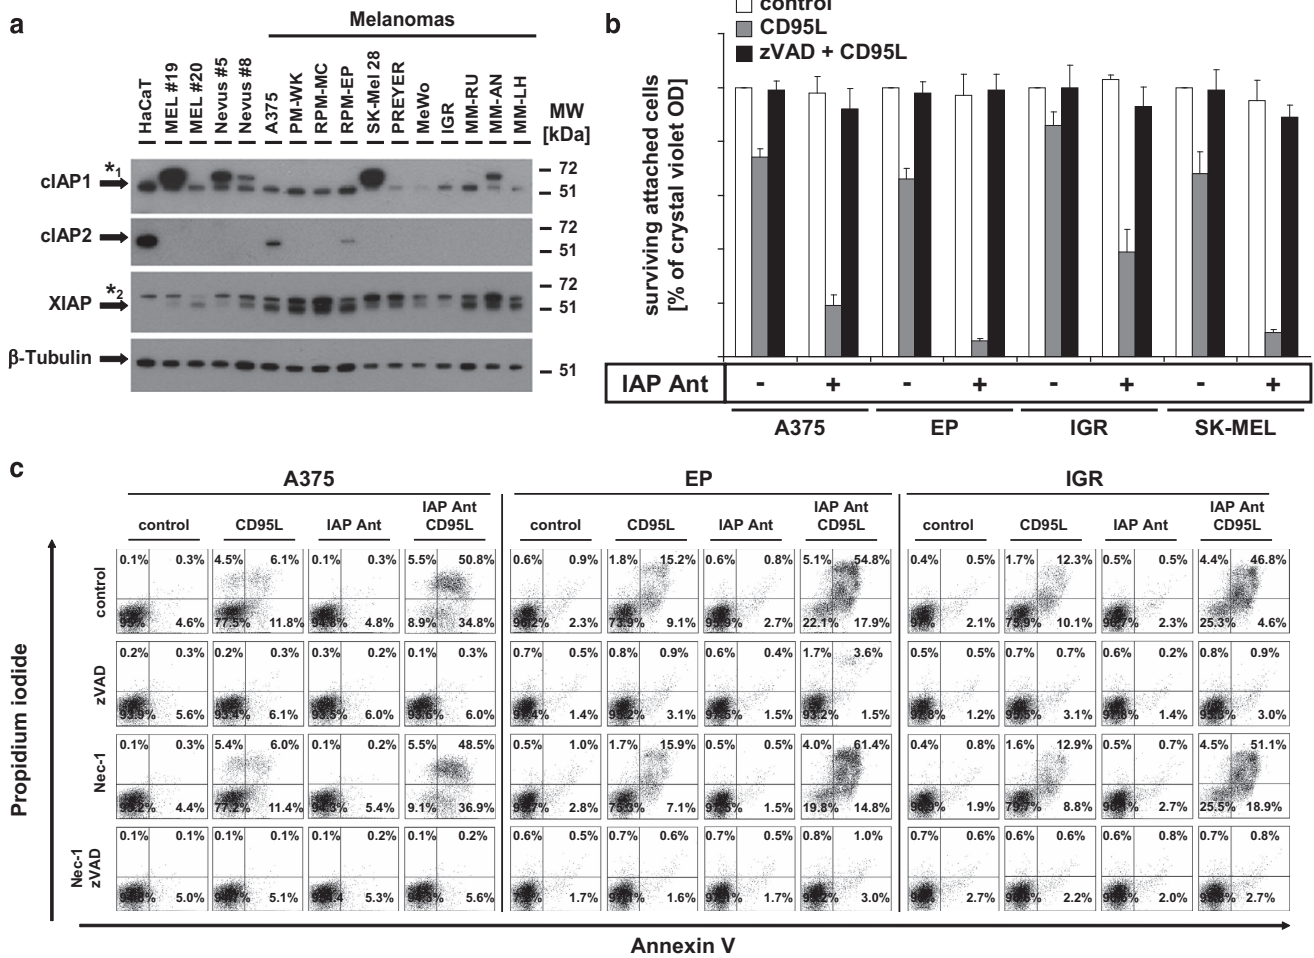 a
Melanomas
HaCaT
MEL #19
MEL #20
Nevus #5
Nevus #8
A375
PM-WK
RPM-MC
RPM-EP
SK-Mel 28
PREYER
MeWo
IGR
MM-RU
MM-AN
MM-LH
MW
[kDa]
cIAP1
*1
72
51
cIAP2
72
51
XIAP
*2
72
51
β-Tubulin
51
b
control
CD95L
zVAD + CD95L
surviving attached cells
[% of crystal violet OD]
IAP Ant - + - + - + - +
A375 EP IGR SK-MEL
c
A375 EP IGR
IAP Ant IAP Ant IAP Ant
control CD95L IAP Ant CD95L control CD95L IAP Ant CD95L control CD95L IAP Ant CD95L
Propidium iodide
control
0.1% 0.3% 4.5% 6.1% 0.1% 0.3% 5.5% 50.8% 0.6% 0.9% 1.8% 15.2% 0.6% 0.8% 5.1% 54.8% 0.4% 0.5% 1.7% 12.3% 0.5% 0.5% 4.4% 46.8%
4.6% 77.5% 11.8% 4.8% 8.9% 34.8% 2.3% 73.9% 9.1% 2.7% 22.1% 17.9% 2.1% 10.1% 2.3% 25.3% 4.6%
zVAD
0.2% 0.3% 0.2% 0.3% 0.3% 0.2% 0.1% 0.3% 0.7% 0.5% 0.8% 0.9% 0.6% 0.4% 1.7% 3.6% 0.5% 0.5% 0.7% 0.7% 0.6% 0.2% 0.8% 0.9%
5.6% 6.1% 6.0% 6.0% 1.4% 3.1% 1.5% 93.2% 1.5% 1.2% 3.1% 1.4% 3.0%
Nec-1
0.1% 0.3% 5.4% 6.0% 0.1% 0.2% 5.5% 48.5% 0.5% 1.0% 1.7% 15.9% 0.5% 0.5% 4.0% 61.4% 0.4% 0.8% 1.6% 12.9% 0.5% 0.7% 4.5% 51.1%
4.4% 77.2% 11.4% 5.4% 9.1% 36.9% 2.8% 7.1% 1.5% 19.8% 14.8% 1.9% 79.7% 8.8% 2.7% 25.5% 18.9%
Nec-1
zVAD
0.1% 0.1% 0.1% 0.1% 0.1% 0.2% 0.1% 0.2% 0.6% 0.5% 0.7% 0.6% 0.7% 0.5% 0.8% 1.0% 0.7% 0.6% 0.6% 0.6% 0.6% 0.8% 0.7% 0.8%
5.0% 5.1% 5.3% 5.6% 1.7% 1.6% 1.7% 3.0% 2.7% 2.2% 2.0% 2.7%
Annexin V